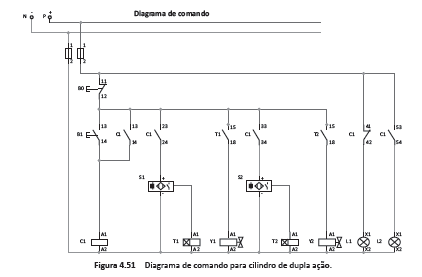 Diagrama de comando
N - P +
1 1
2 2
11
B0
12
13 13 23 15 33 15 41 53
B1 C1 C1 T1 C1 T2 C1 C1
14 14 24 18 34 18 42 54
S1 + S2 +
- -
A1 A1 A1 A1 A1 X1 X1
C1 T1 Y1 T2 Y2 L1 L2
A2 A2 A2 A2 A2 X2 X2
Figura 4.51 Diagrama de comando para cilindro de dupla ação.